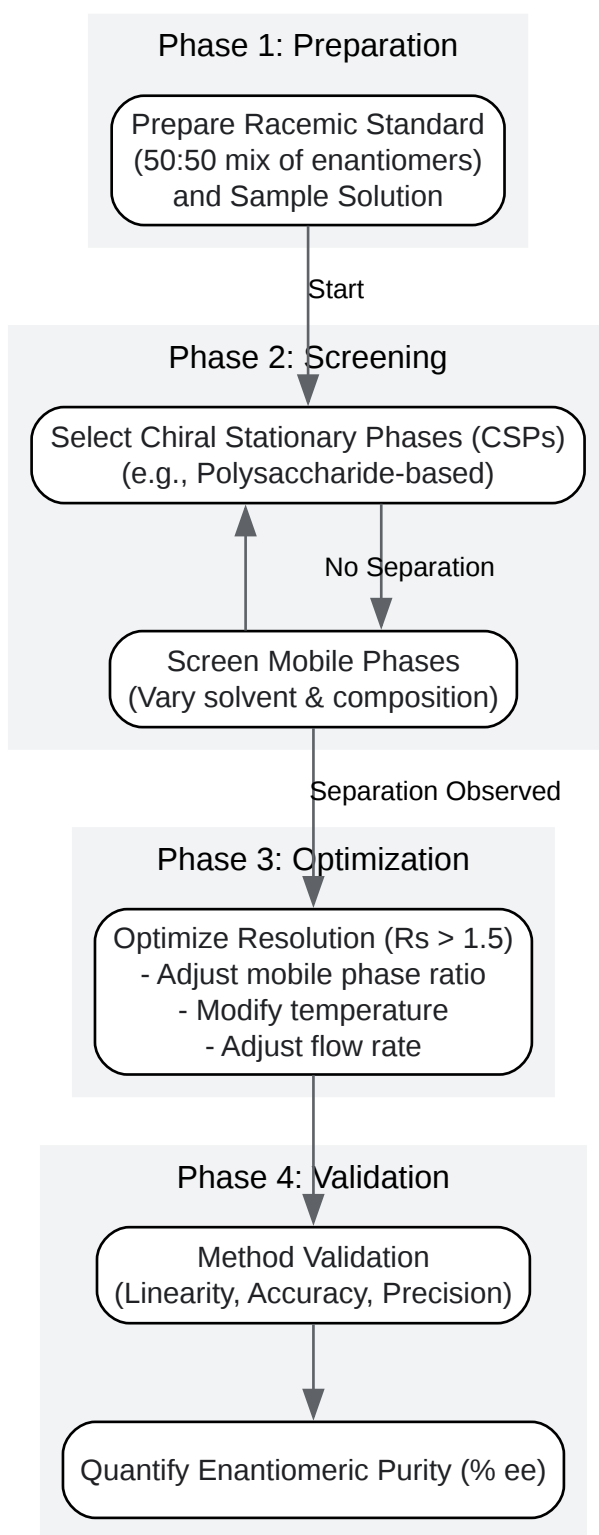 Phase 1: Preparation
Prepare Racemic Standard
(50:50 mix of enantiomers)
and Sample Solution
Start
Phase 2: Screening
Select Chiral Stationary Phases (CSPs)
(e.g., Polysaccharide-based)
No Separation
Screen Mobile Phases
(Vary solvent & composition)
Separation Observed
Phase 3: Optimization
Optimize Resolution (Rs > 1.5)
- Adjust mobile phase ratio
- Modify temperature
- Adjust flow rate
Phase 4: Validation
Method Validation
(Linearity, Accuracy, Precision)
Quantify Enantiomeric Purity (% ee)